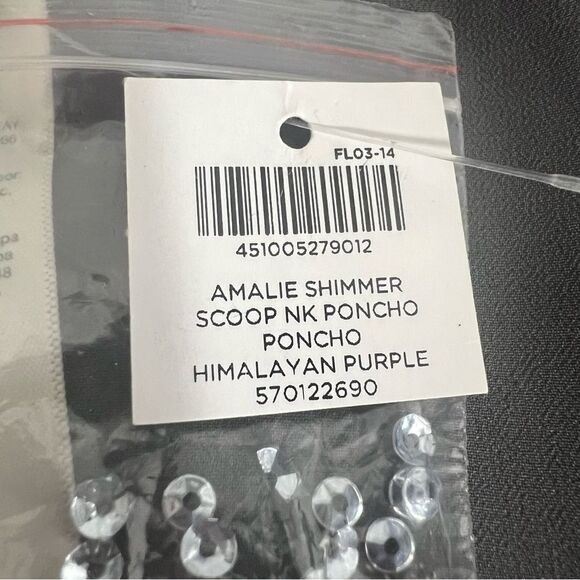 FL03-14
451005279012
AMALIE SHIMMER
SCOOP NK PONCHO
PONCHO
HIMALAYAN PURPLE
570122690